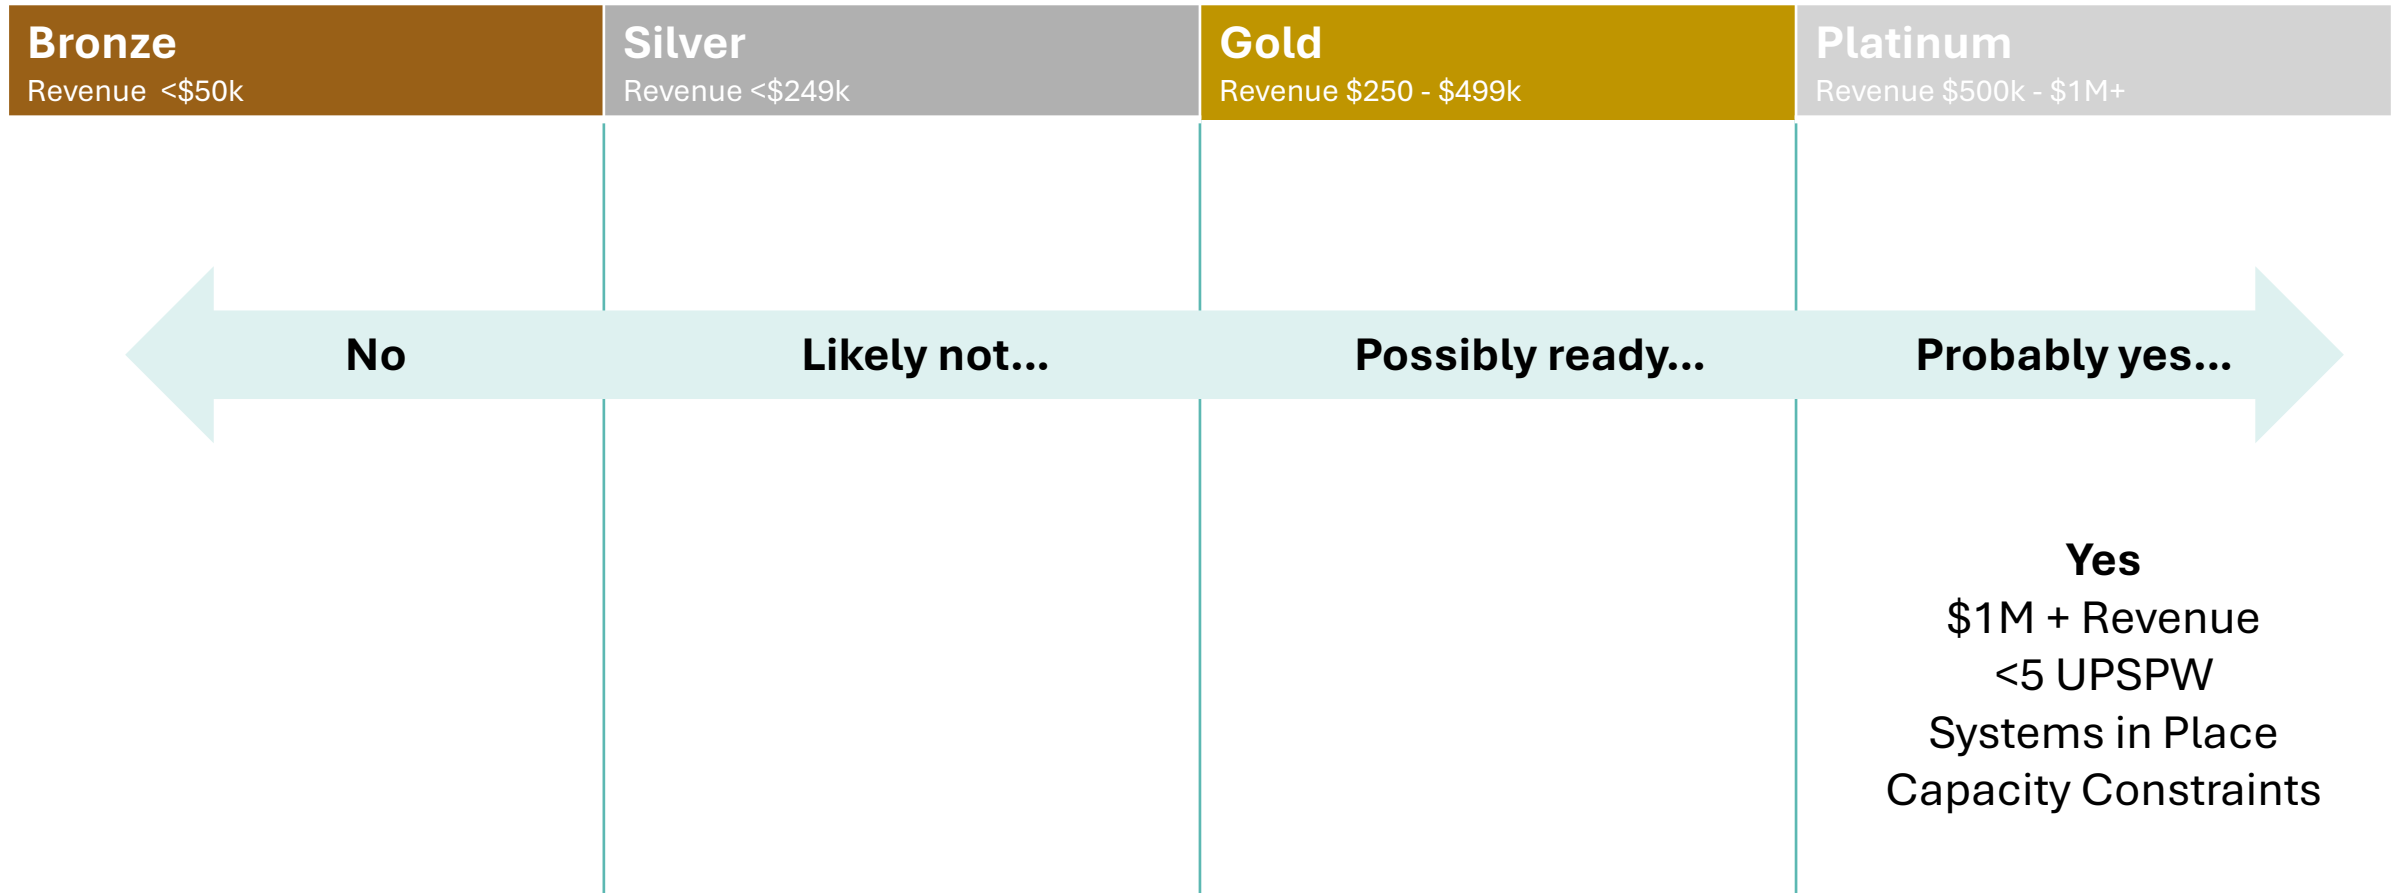 Bronze
Revenue <$50k
Silver
Revenue <$249k
Gold
Revenue $250 - $499k
Platinum
Revenue $500k - $1M+
No
Likely not...
Possibly ready...
Probably yes...
Yes
$1M + Revenue
<5 UPSPW
Systems in Place
Capacity Constraints